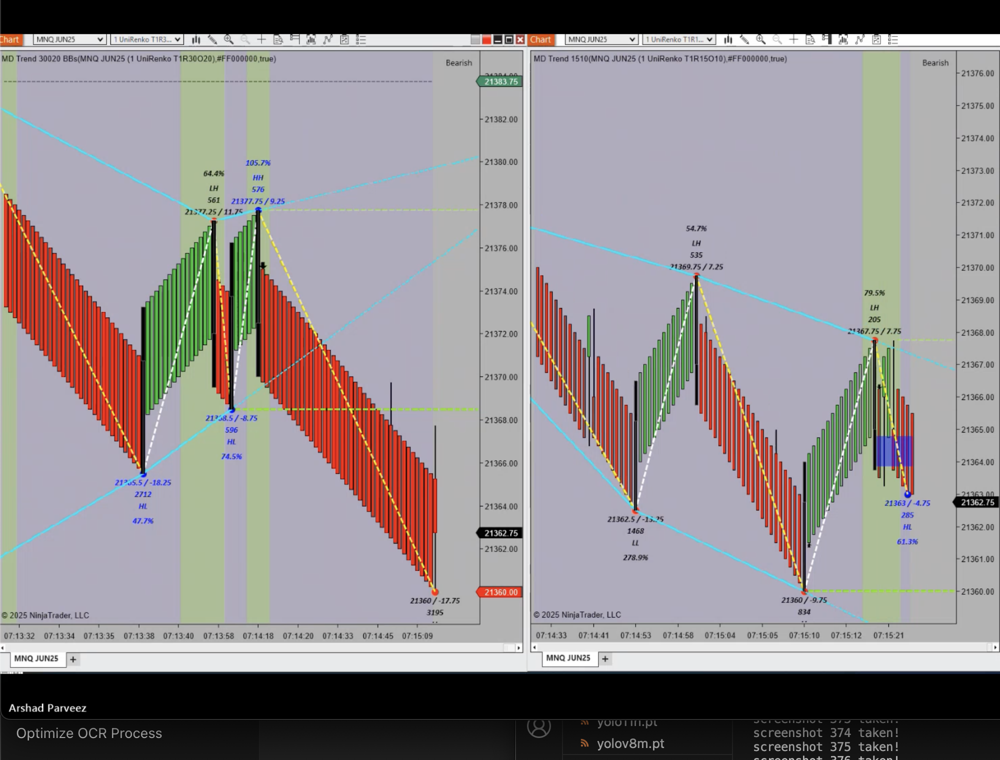 Chart
MNQ JUN25
1 UniRenko T1R3...
MD Trend 30020 BBs(MNQ JUN25 (1 UniRenko T1R30O20),#FF000000,true)
Bearish
21383.75
21382.00
21380.00
21378.00
21376.00
21374.00
21372.00
21370.00
21368.00
21366.00
21364.00
21362.75
21362.00
21360.00
64.4%
LH
561
21377.25 / 11.75
105.7%
HH
576
21377.75 / 9.25
21368.5 / -8.75
596
HL
74.5%
21365.5 / -18.25
2712
HL
47.7%
21360 / -17.75
3195
© 2025 NinjaTrader, LLC
07:13:32
07:13:34
07:13:35
07:13:38
07:13:40
07:13:58
07:14:18
07:14:20
07:14:33
07:14:45
07:15:09
MNQ JUN25
+
Chart
MNQ JUN25
1 UniRenko T1R1...
MD Trend 1510(MNQ JUN25 (1 UniRenko T1R15O10),#FF000000,true)
Bearish
21376.00
21375.00
21374.00
21373.00
21372.00
21371.00
21370.00
21369.00
21368.00
21367.00
21366.00
21365.00
21364.00
21363.00
21362.75
21362.00
21361.00
21360.00
54.7%
LH
535
21369.75 / 7.25
79.5%
LH
205
21367.75 / 7.75
21363 / -4.75
285
HL
61.3%
1468
LL
278.9%
21360 / -9.75
834
© 2025 NinjaTrader, LLC
07:14:33
07:14:41
07:14:53
07:14:58
07:15:04
07:15:05
07:15:10
07:15:12
07:15:21
MNQ JUN25
+
Arshad Parveez
Optimize OCR Process
yolo11n.pt
yolov8m.pt
screenshot 373 taken!
screenshot 374 taken!
screenshot 375 taken!
screenshot 376 taken!